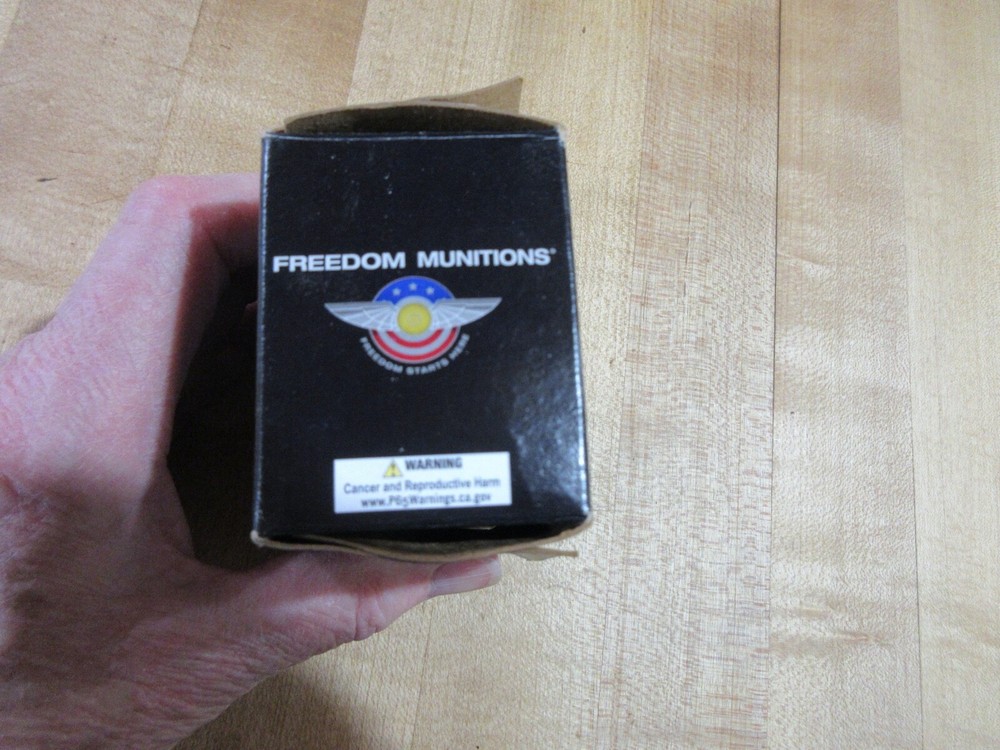 FREEDOM MUNITIONS®
FREEDOM STARTS HERE
WARNING
Cancer and Reproductive Harm
www.P65Warnings.ca.gov